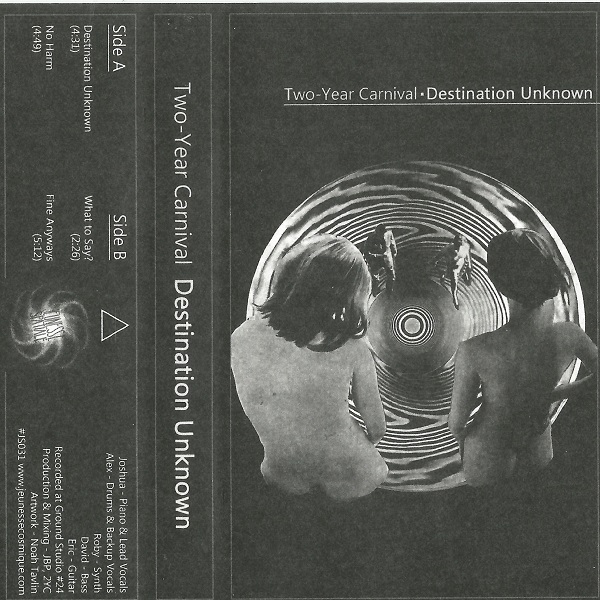 Two-Year Carnival • Destination Unknown
Two-Year Carnival Destination Unknown
Side A
Destination Unknown
(4:31)
No Harm
(4:49)
Side B
What to Say?
(2:26)
Fine Anyways
(5:12)
Joshua - Piano & Lead Vocals
Alex - Drums & Backup Vocals
Roby - Synth
David - Bass
Eric - Guitar
Recorded at Ground Studio #24
Production & Mixing - JBP, 2YC
Artwork - Noah Tavlin
#JS031 www.jeunessecosmique.com